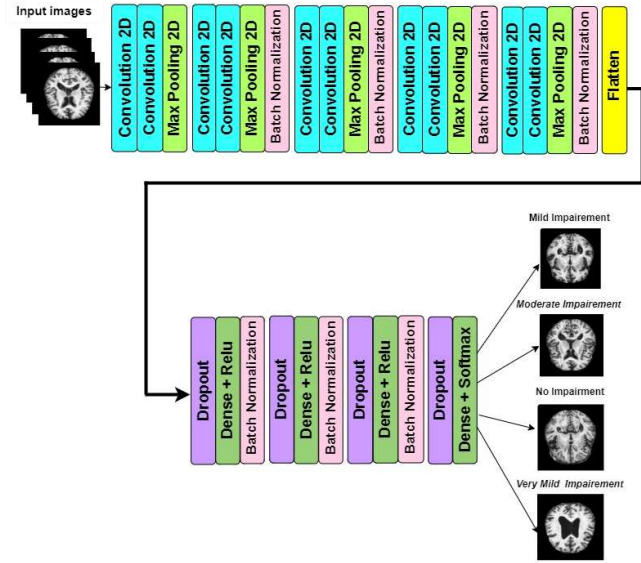 Input images
Convolution 2D
Convolution 2D
Max Pooling 2D
Convolution 2D
Convolution 2D
Max Pooling 2D
Batch Normalization
Convolution 2D
Convolution 2D
Max Pooling 2D
Batch Normalization
Convolution 2D
Convolution 2D
Max Pooling 2D
Batch Normalization
Convolution 2D
Convolution 2D
Max Pooling 2D
Batch Normalization
Flatten
Dropout
Dense + Relu
Batch Normalization
Dropout
Dense + Relu
Batch Normalization
Dropout
Dense + Relu
Batch Normalization
Dropout
Dense + Softmax
Mild Impairement
Moderate Impairement
No Impairment
Very Mild Impairement